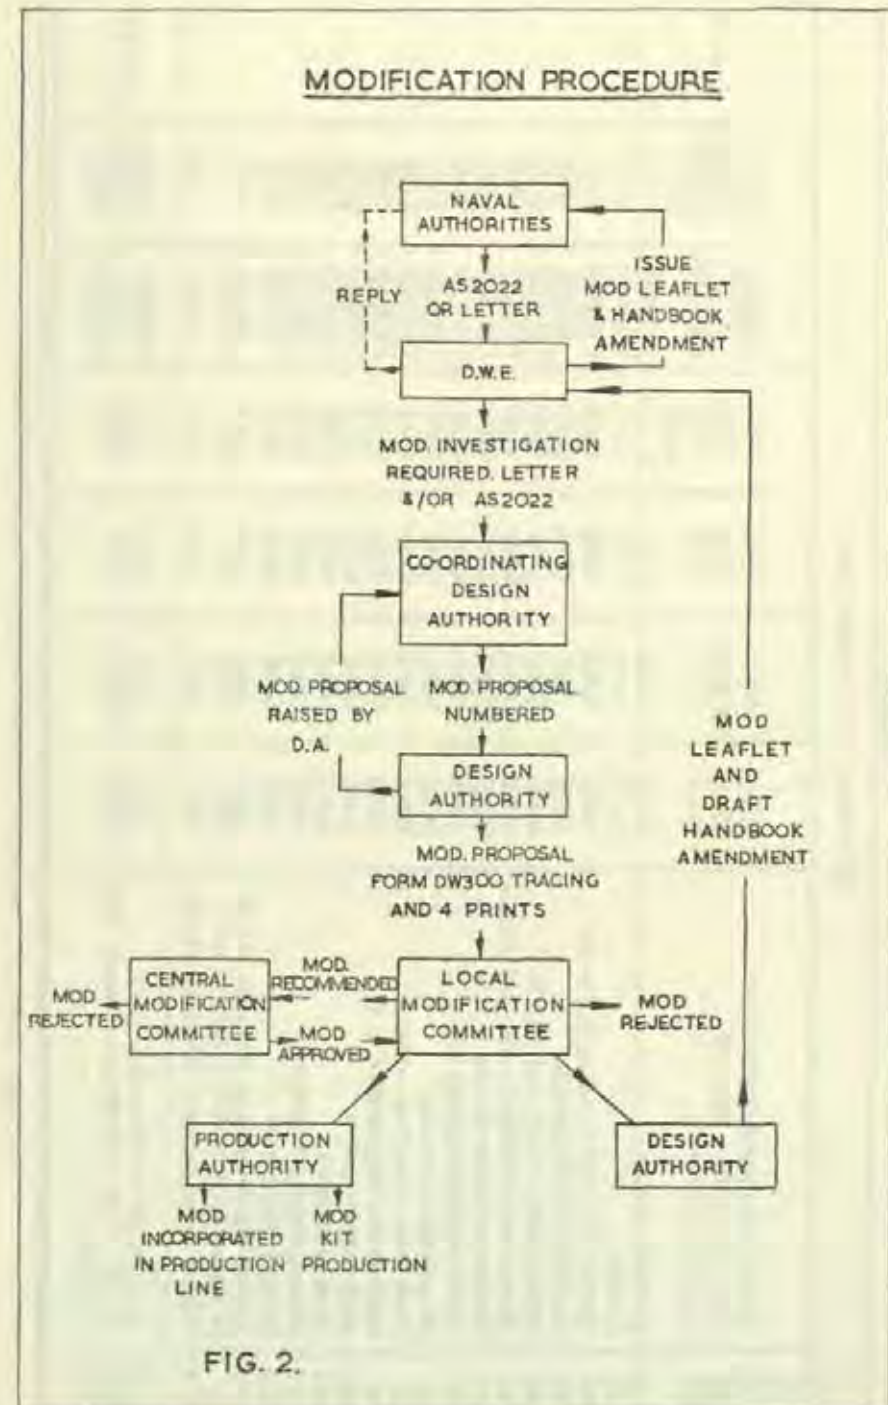 MODIFICATION PROCEDURE
NAVAL
AUTHORITIES
REPLY
AS2022
OR LETTER
ISSUE
MOD LEAFLET
& HANDBOOK
AMENDMENT
D.W.E.
MOD. INVESTIGATION
REQUIRED. LETTER
&/OR AS2022
CO-ORDINATING
DESIGN
AUTHORITY
MOD. PROPOSAL
RAISED BY
D.A.
MOD. PROPOSAL
NUMBERED
DESIGN
AUTHORITY
MOD
LEAFLET
AND
DRAFT
HANDBOOK
AMENDMENT
MOD. PROPOSAL
FORM DW300 TRACING
AND 4 PRINTS
MOD
REJECTED
CENTRAL
MODIFICATION
COMMITTEE
MOD.
RECOMMENDED
MOD
APPROVED
LOCAL
MODIFICATION
COMMITTEE
MOD
REJECTED
PRODUCTION
AUTHORITY
DESIGN
AUTHORITY
MOD
INCORPORATED
IN PRODUCTION
LINE
MOD
KIT
PRODUCTION
FIG. 2.